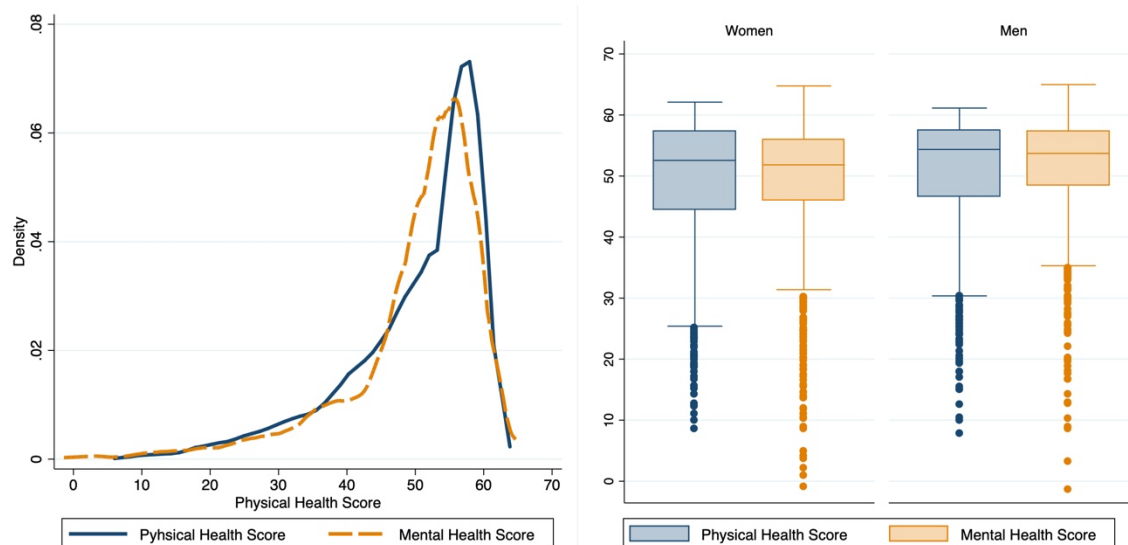 .08
.06
.04
.02
0
Density
0 10 20 30 40 50 60 70
Physical Health Score
Pyhsical Health Score Mental Health Score
Women Men
70
60
50
40
30
20
10
0
Physical Health Score Mental Health Score